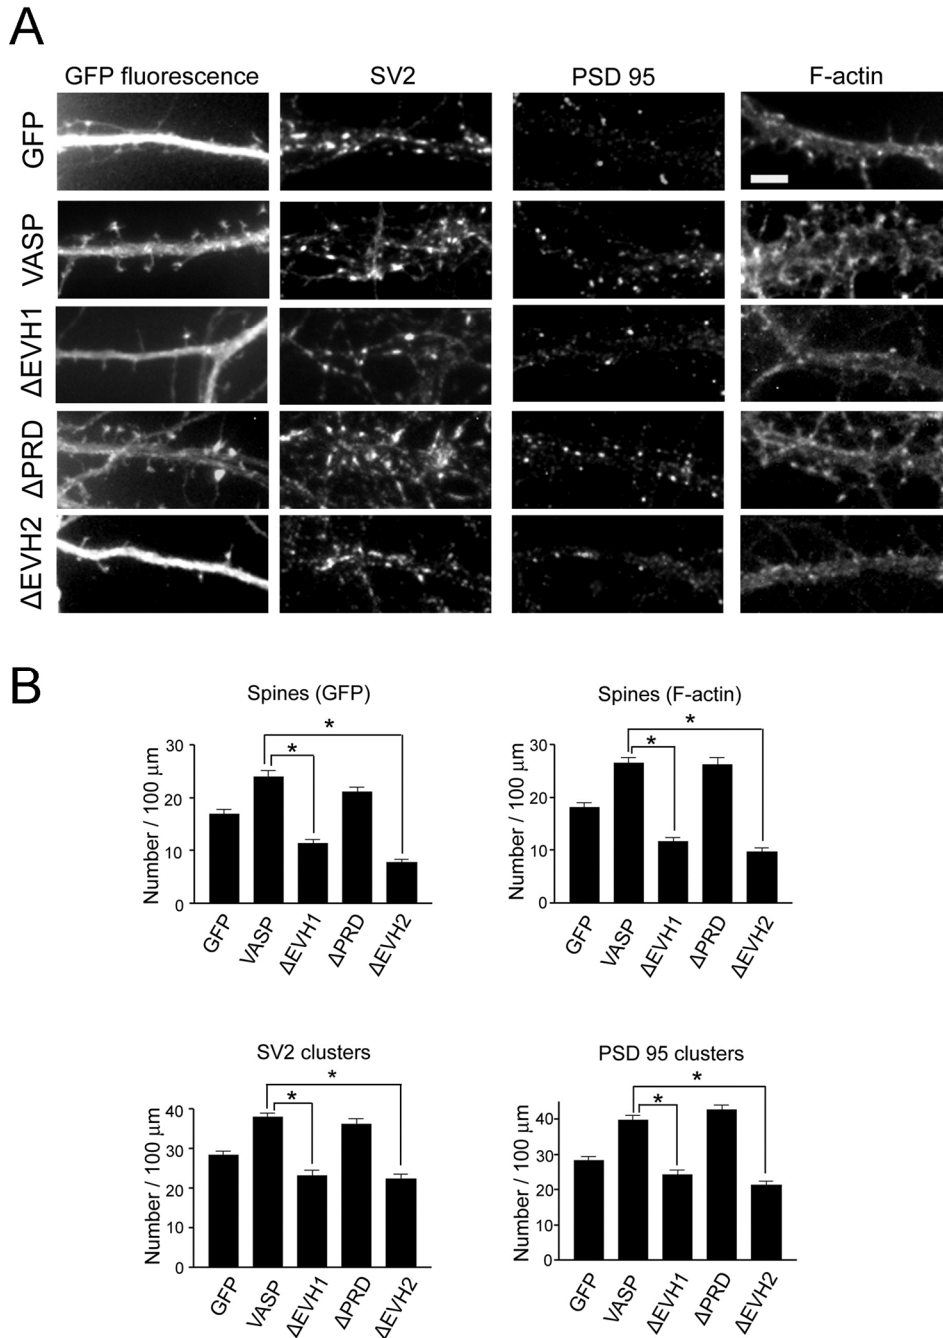 A
GFP fluorescence SV2 PSD 95 F-actin
GFP
VASP
ΔEVH1
ΔPRD
ΔEVH2
B
Spines (GFP)
Number / 100 μm
30
20
10
0
* *
GFP VASP ΔEVH1 ΔPRD ΔEVH2
Spines (F-actin)
Number / 100 μm
30
20
10
0
* *
GFP VASP ΔEVH1 ΔPRD ΔEVH2
SV2 clusters
Number / 100 μm
40
30
20
10
0
* *
GFP VASP ΔEVH1 ΔPRD ΔEVH2
PSD 95 clusters
Number / 100 μm
40
30
20
10
0
* *
GFP VASP ΔEVH1 ΔPRD ΔEVH2